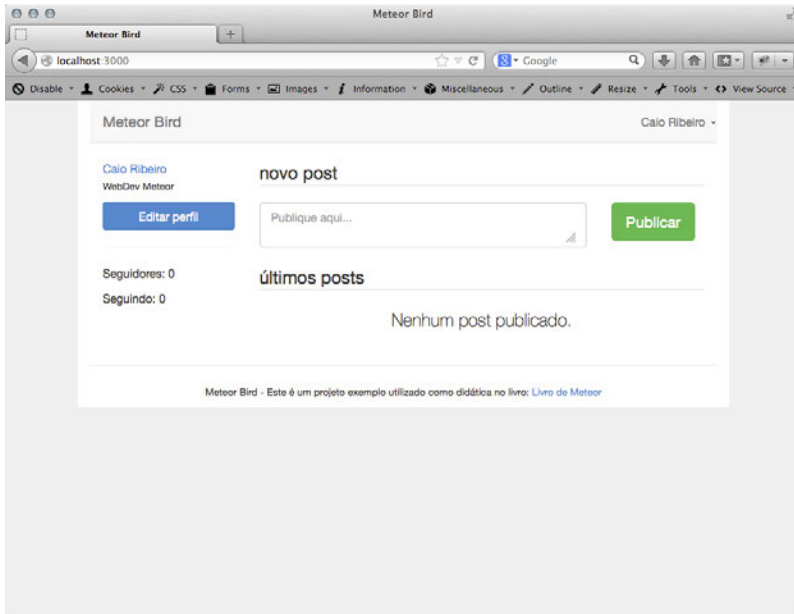 Meteor Bird
Meteor Bird
localhost:3000
Google
Disable Cookies CSS Forms Images Information Miscellaneous Outline Resize Tools View Source
Meteor Bird
Caio Ribeiro
Caio Ribeiro
WebDev Meteor
Editar perfil
Seguidores: 0
Seguindo: 0
novo post
Publique aqui...
Publicar
últimos posts
Nenhum post publicado.
Meteor Bird - Este é um projeto exemplo utilizado como didática no livro: Livro de Meteor